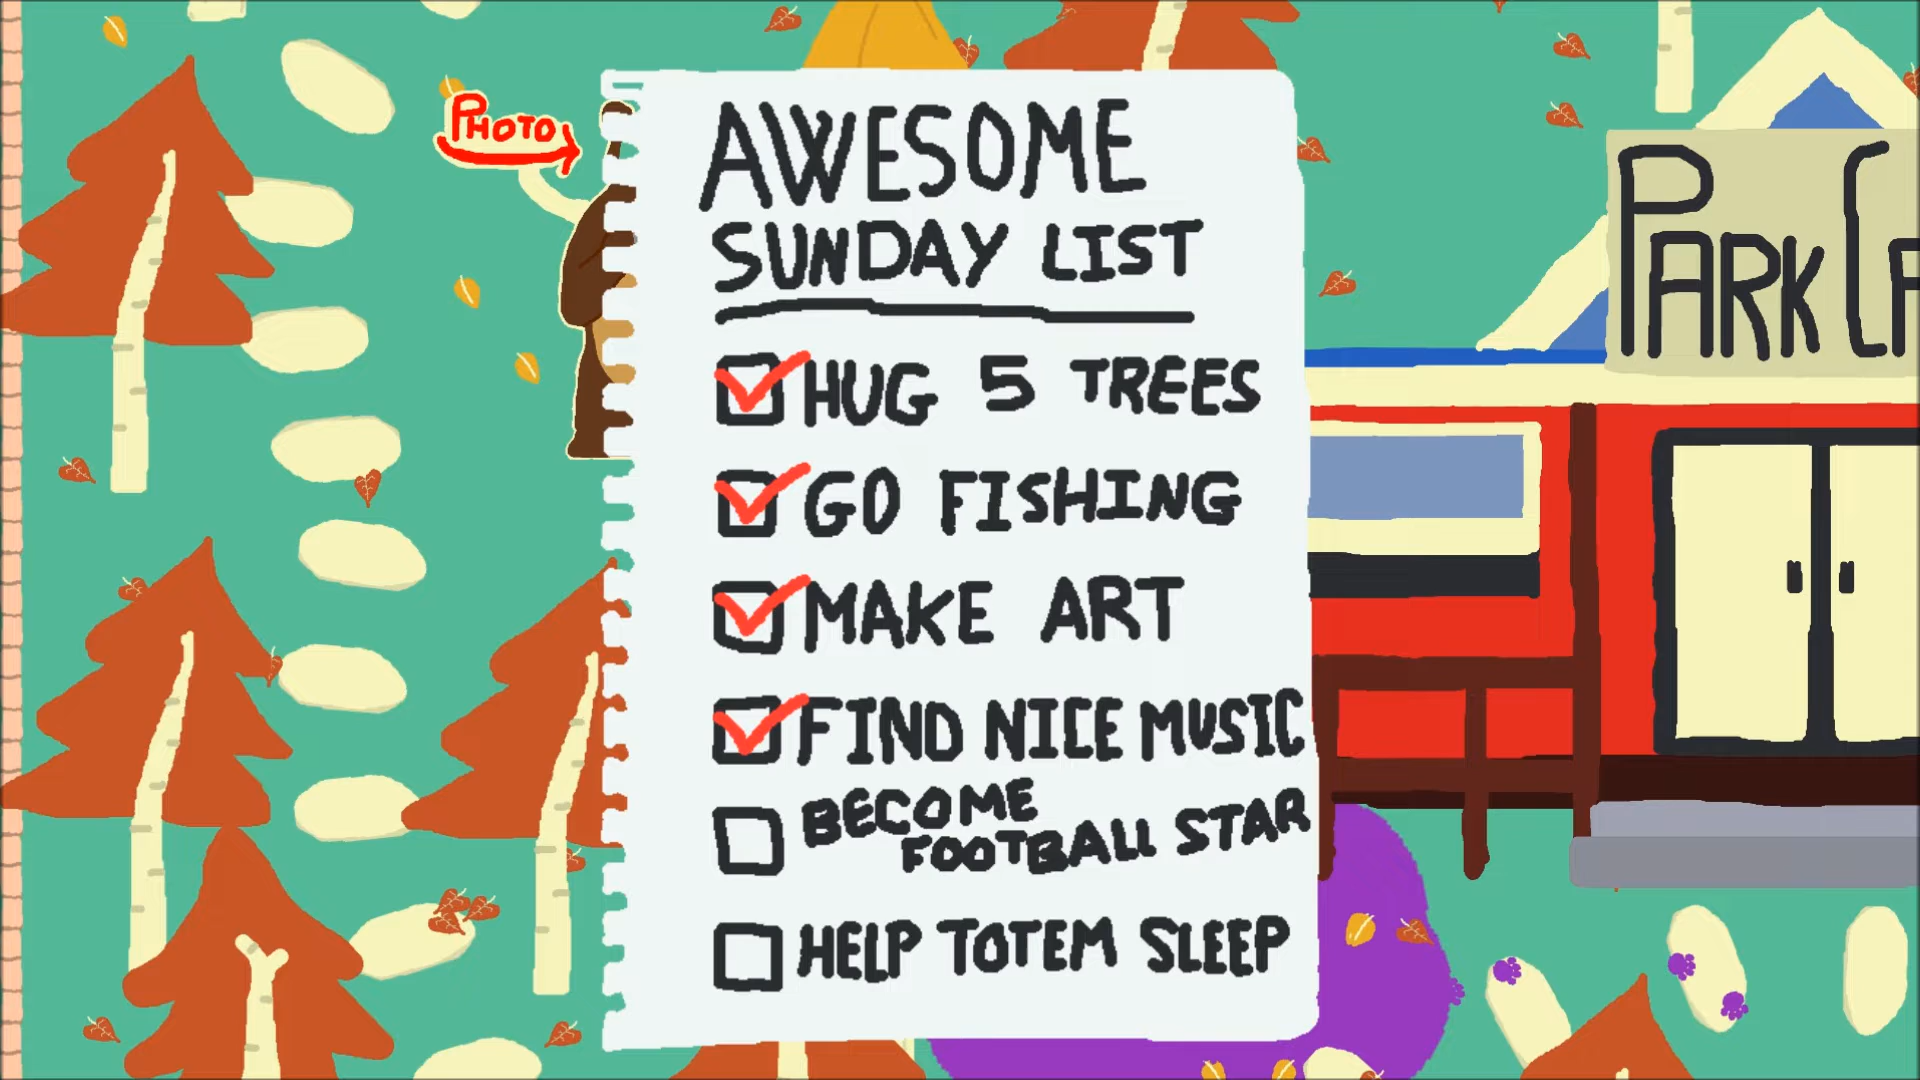 PHOTO
AWESOME
SUNDAY LIST
HUG 5 TREES
GO FISHING
MAKE ART
FIND NICE MUSIC
BECOME
FOOTBALL STAR
HELP TOTEM SLEEP
PARK